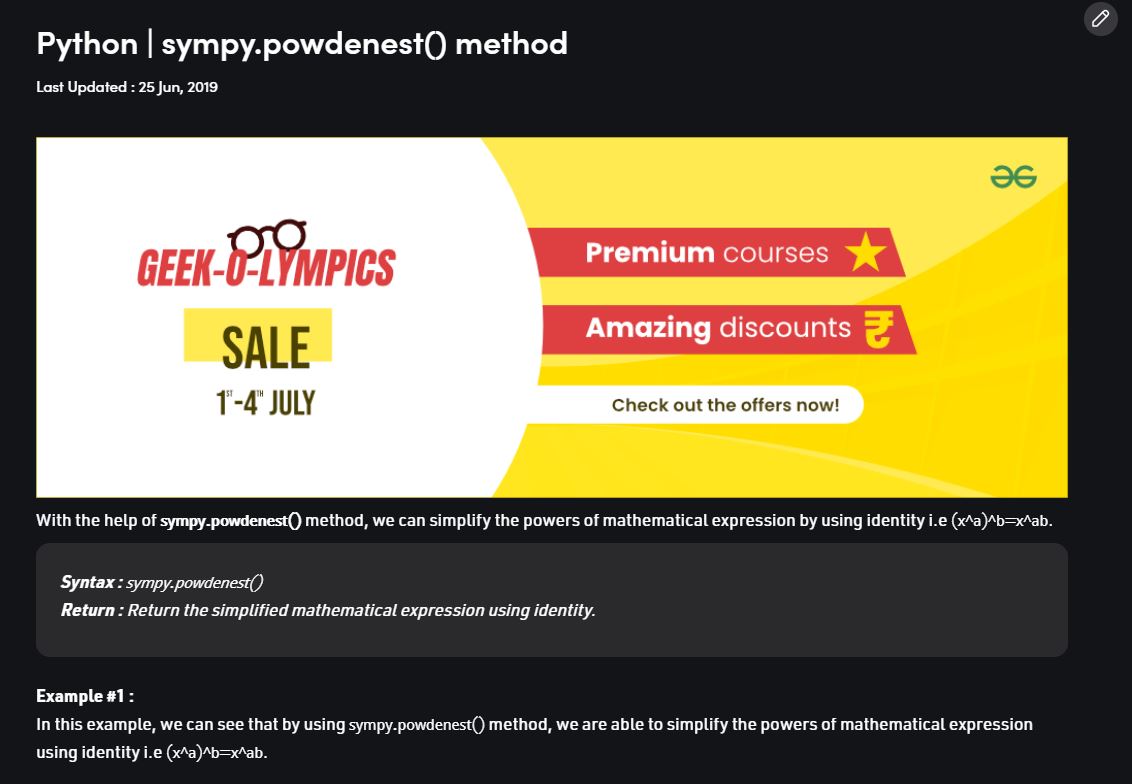 Python | sympy.powdenest() method
Last Updated : 25 Jun, 2019
GEEK-O-LYMPICS
SALE
1ST-4TH JULY
Premium courses
Amazing discounts
Check out the offers now!
With the help of sympy.powdenest() method, we can simplify the powers of mathematical expression by using identity i.e (x^a)^b=x^ab.
Syntax : sympy.powdenest()
Return : Return the simplified mathematical expression using identity.
Example #1 :
In this example, we can see that by using sympy.powdenest() method, we are able to simplify the powers of mathematical expression
using identity i.e (x^a)^b=x^ab.